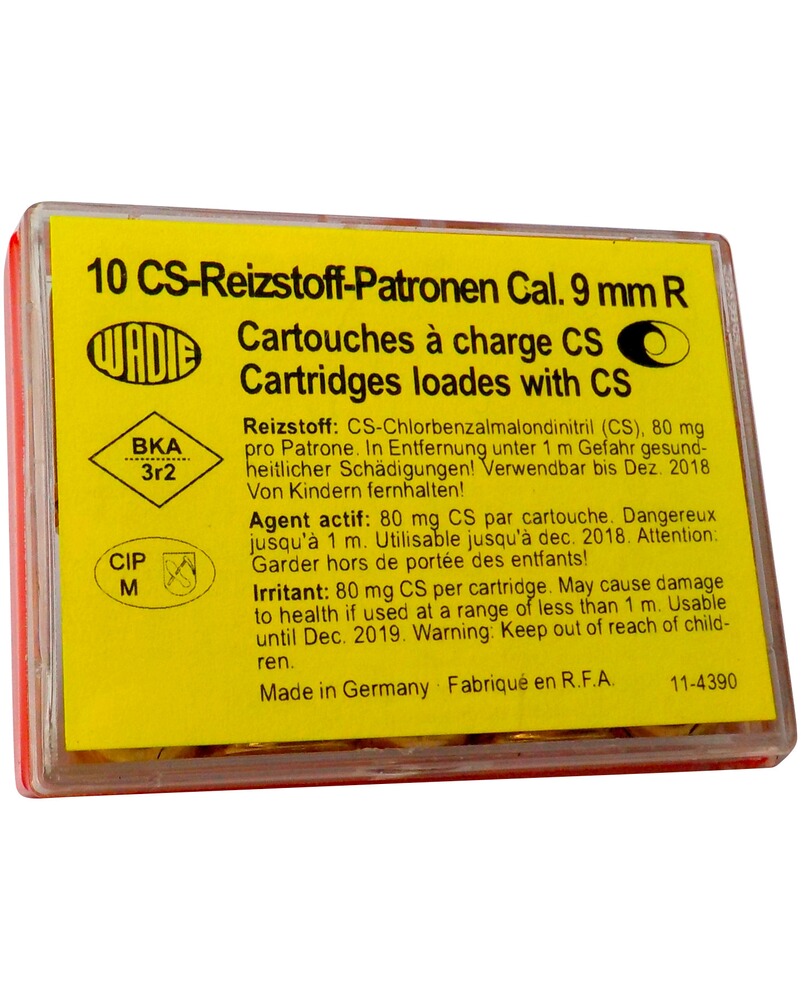 10 CS-Reizstoff-Patronen Cal. 9 mm R
WADIE
Cartouches à charge CS
Cartridges loades with CS
BKA
3r2
CIP
M
Reizstoff: CS-Chlorbenzalmalondinitril (CS), 80 mg
pro Patrone. In Entfernung unter 1 m Gefahr gesund-
heitlicher Schädigungen! Verwendbar bis Dez. 2018
Von Kindern fernhalten!
Agent actif: 80 mg CS par cartouche. Dangereux
jusqu'à 1 m. Utilisable jusqu'à dec. 2018. Attention:
Garder hors de portée des entfants!
Irritant: 80 mg CS per cartridge. May cause damage
to health if used at a range of less than 1 m. Usable
until Dec. 2019. Warning: Keep out of reach of child-
ren.
Made in Germany · Fabriqué en R.F.A. 11-4390